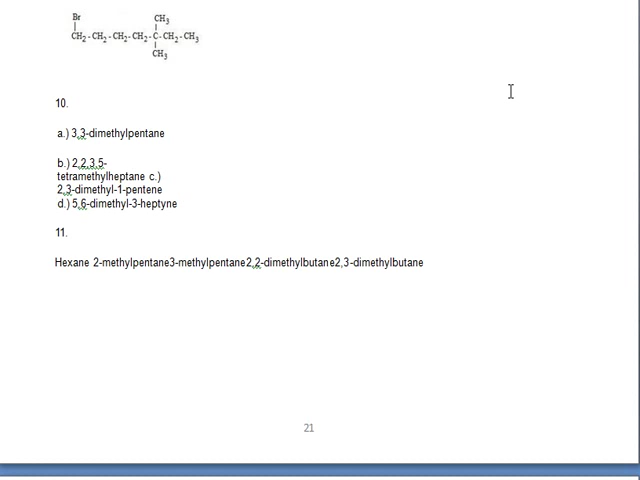 Br
CH3
CH2-CH2-CH2-CH2-C-CH2-CH3
CH3
10.
a.) 3,3-dimethylpentane
b.) 2,2,3,5-
tetramethylheptane c.)
2,3-dimethyl-1-pentene
d.) 5,6-dimethyl-3-heptyne
11.
Hexane 2-methylpentane3-methylpentane2,2-dimethylbutane2,3-dimethylbutane
21